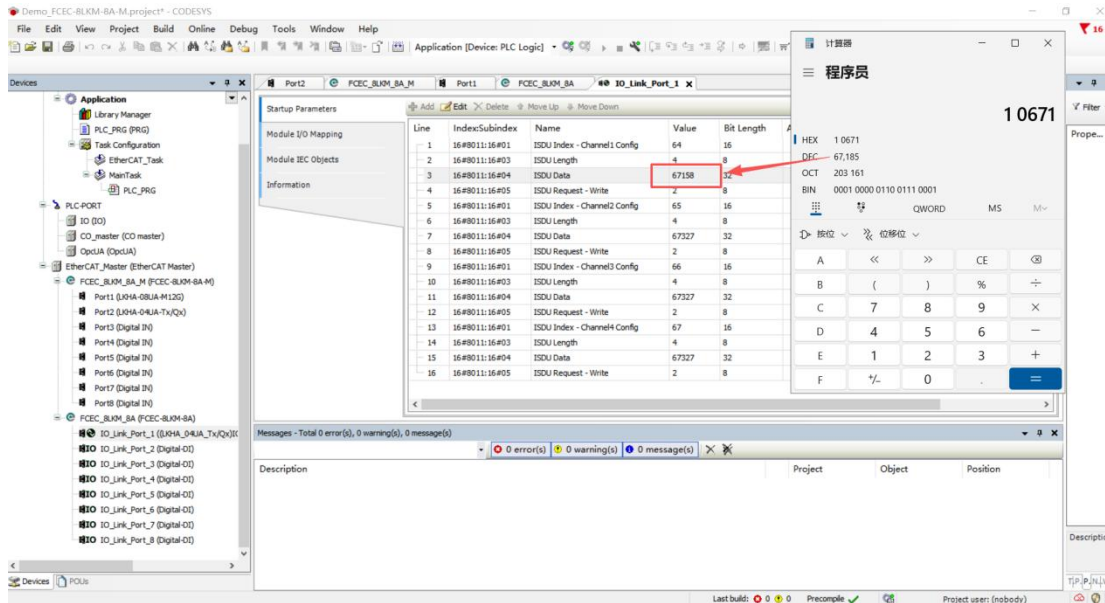 Demo_FCEC-8LKM-8A-M.project* - CODESYS
File Edit View Project Build Online Debug Tools Window Help
Application [Device: PLC Logic]
16
Devices
Application
Library Manager
PLC_PRG (PRG)
Task Configuration
EtherCAT_Task
MainTask
PLC_PRG
PLC-PORT
IO (IO)
CO_master (CO master)
OpcUA (OpcUA)
EtherCAT_Master (EtherCAT Master)
FCEC_8LKM_8A_M (FCEC-8LKM-8A-M)
Port1 (LKHA-08UA-M12G)
Port2 (LKHA-04UA-Tx/Qx)
Port3 (Digital IN)
Port4 (Digital IN)
Port5 (Digital IN)
Port6 (Digital IN)
Port7 (Digital IN)
Port8 (Digital IN)
FCEC_8LKM_8A (FCEC-8LKM-8A)
IO_Link_Port_1 ((LKHA_04UA_Tx/Qx)IO
IO_Link_Port_2 (Digital-DI)
IO_Link_Port_3 (Digital-DI)
IO_Link_Port_4 (Digital-DI)
IO_Link_Port_5 (Digital-DI)
IO_Link_Port_6 (Digital-DI)
IO_Link_Port_7 (Digital-DI)
IO_Link_Port_8 (Digital-DI)
Devices POUs
Port2 FCEC_8LKM_8A_M Port1 FCEC_8LKM_8A IO_Link_Port_1
Startup Parameters
Module I/O Mapping
Module IEC Objects
Information
Add Edit Delete Move Up Move Down
Line Index:Subindex Name Value Bit Length
1 16#8011:16#01 ISDU Index - Channel1 Config 64 16
2 16#8011:16#03 ISDU Length 4 8
3 16#8011:16#04 ISDU Data 67158 32
4 16#8011:16#05 ISDU Request - Write 2 8
5 16#8011:16#01 ISDU Index - Channel2 Config 65 16
6 16#8011:16#03 ISDU Length 4 8
7 16#8011:16#04 ISDU Data 67327 32
8 16#8011:16#05 ISDU Request - Write 2 8
9 16#8011:16#01 ISDU Index - Channel3 Config 66 16
10 16#8011:16#03 ISDU Length 4 8
11 16#8011:16#04 ISDU Data 67327 32
12 16#8011:16#05 ISDU Request - Write 2 8
13 16#8011:16#01 ISDU Index - Channel4 Config 67 16
14 16#8011:16#03 ISDU Length 4 8
15 16#8011:16#04 ISDU Data 67327 32
16 16#8011:16#05 ISDU Request - Write 2 8
计算器
程序员
1 0671
HEX 1 0671
DEC 67,185
OCT 203 161
BIN 0001 0000 0110 0111 0001
QWORD MS M
按位 位移位
A << >> CE
B ( ) % ÷
C 7 8 9 ×
D 4 5 6 −
E 1 2 3 +
F +/- 0 . =
Filter
Prope...
Messages - Total 0 error(s), 0 warning(s), 0 message(s)
0 error(s) 0 warning(s) 0 message(s)
Description Project Object Position
Last build: 0 0 Precompile Project user: (nobody)